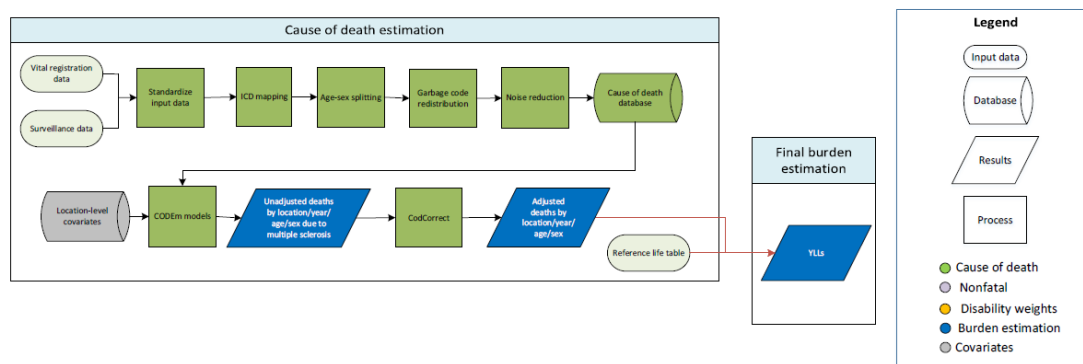 Cause of death estimation
Vital registration
data
Surveillance data
Standardize
input data
ICD mapping
Age-sex splitting
Garbage code
redistribution
Noise reduction
Cause of death
database
Location-level
covariates
CODEm models
Unadjusted deaths
by location/year/
age/sex due to
multiple sclerosis
CodCorrect
Adjusted
deaths by
location/year/
age/sex
Reference life table
Final burden
estimation
YLLs
Legend
Input data
Database
Results
Process
Cause of death
Nonfatal
Disability weights
Burden estimation
Covariates